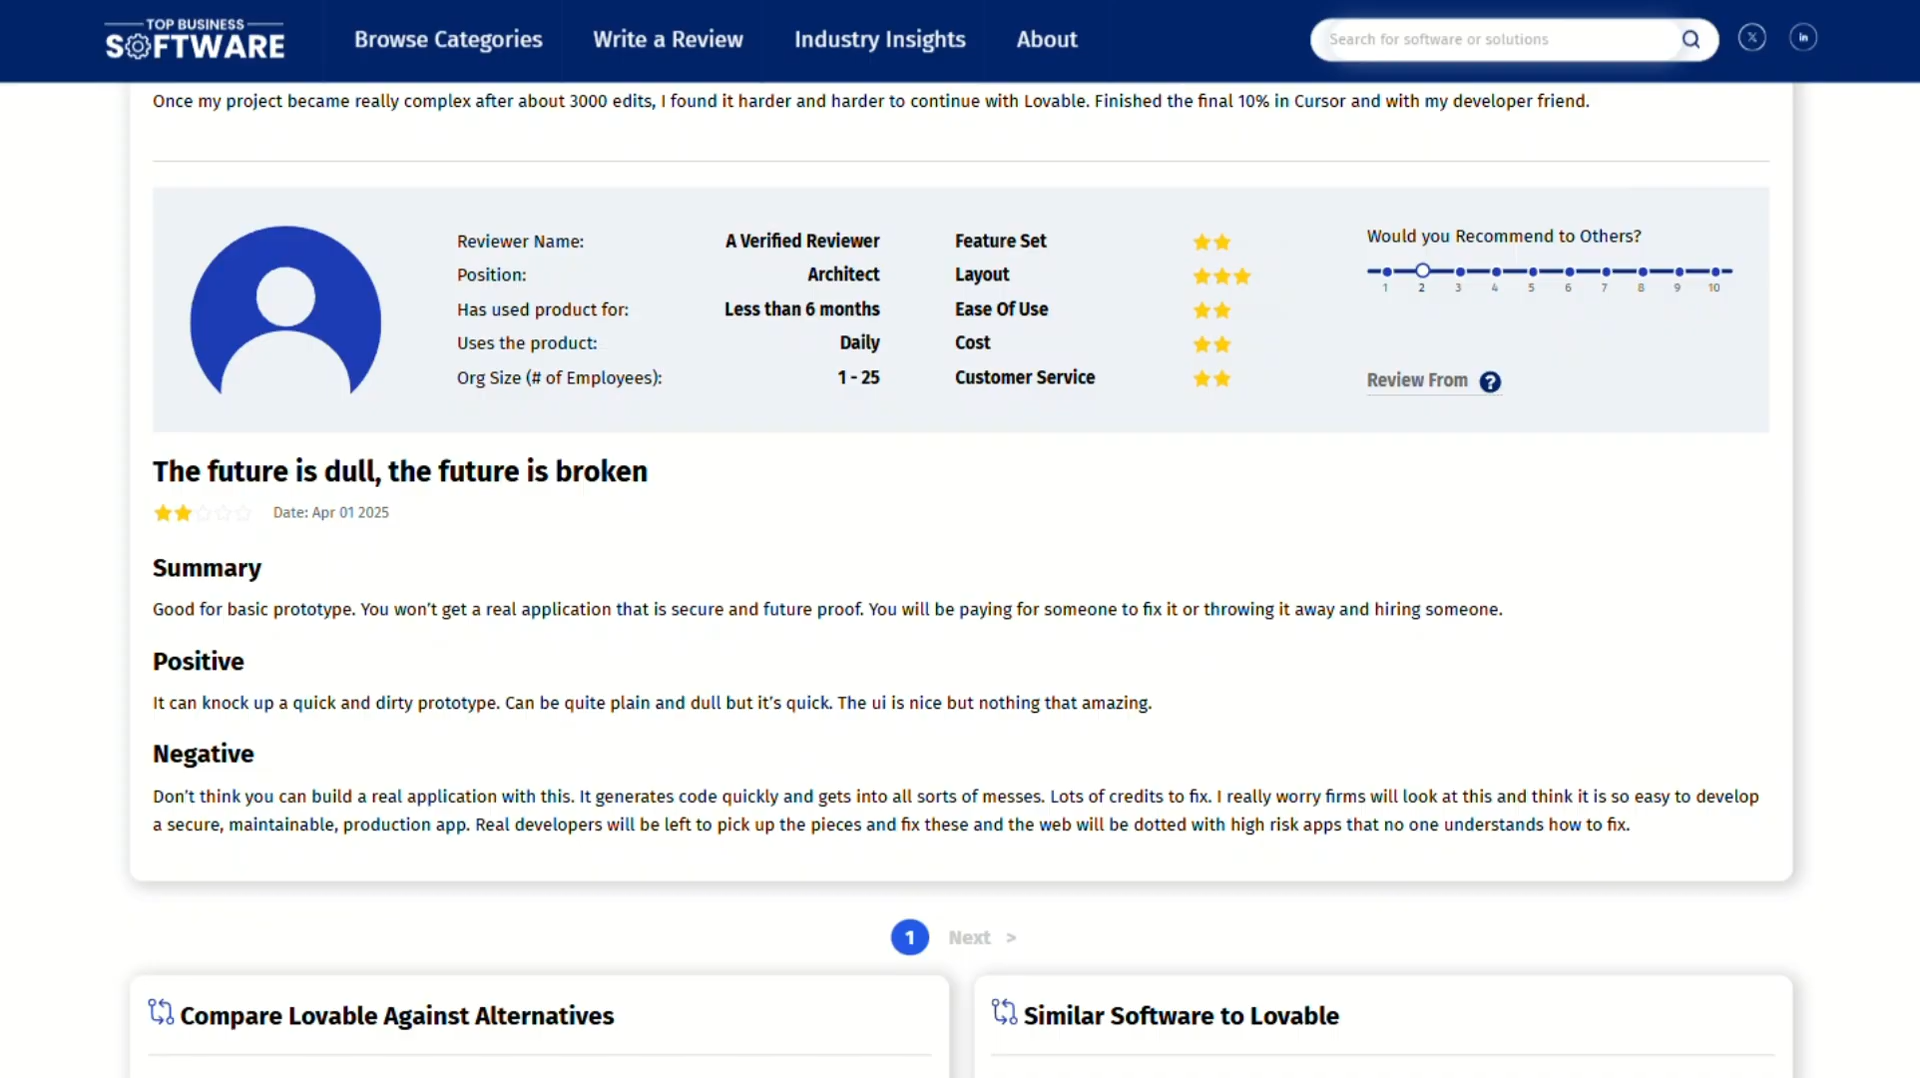 TOP BUSINESS
SOFTWARE
Browse Categories
Write a Review
Industry Insights
About
Search for software or solutions
X
in
Once my project became really complex after about 3000 edits, I found it harder and harder to continue with Lovable. Finished the final 10% in Cursor and with my developer friend.
Reviewer Name: A Verified Reviewer
Position: Architect
Has used product for: Less than 6 months
Uses the product: Daily
Org Size (# of Employees): 1 - 25
Feature Set
Layout
Ease Of Use
Cost
Customer Service
Would you Recommend to Others?
1 2 3 4 5 6 7 8 9 10
Review From ?
The future is dull, the future is broken
Date: Apr 01 2025
Summary
Good for basic prototype. You won't get a real application that is secure and future proof. You will be paying for someone to fix it or throwing it away and hiring someone.
Positive
It can knock up a quick and dirty prototype. Can be quite plain and dull but it's quick. The ui is nice but nothing that amazing.
Negative
Don't think you can build a real application with this. It generates code quickly and gets into all sorts of messes. Lots of credits to fix. I really worry firms will look at this and think it is so easy to develop
a secure, maintainable, production app. Real developers will be left to pick up the pieces and fix these and the web will be dotted with high risk apps that no one understands how to fix.
1 Next >
Compare Lovable Against Alternatives
Similar Software to Lovable